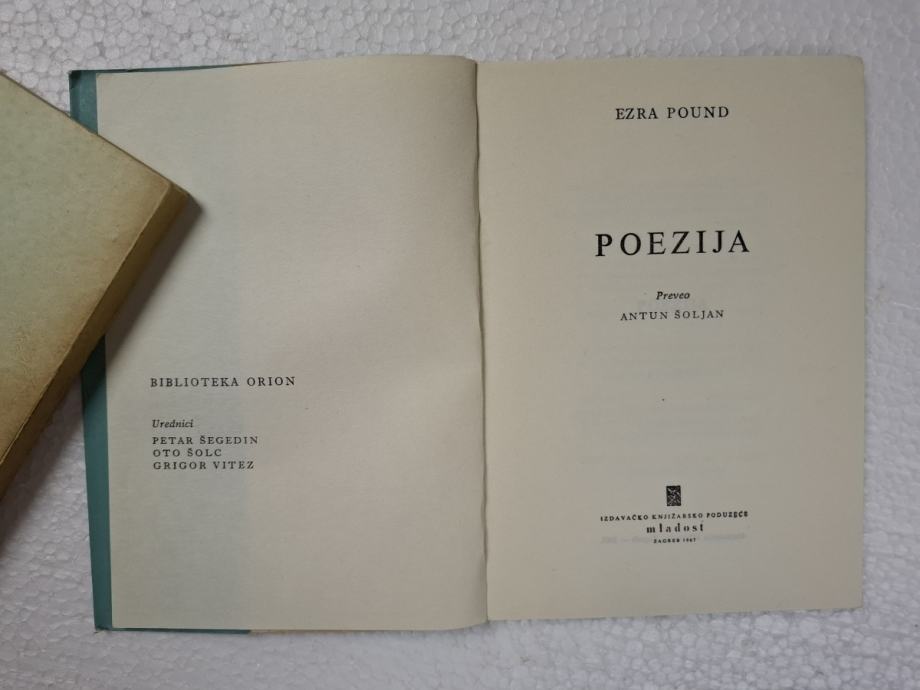 BIBLIOTEKA ORION
Urednici
PETAR ŠEGEDIN
OTO ŠOLC
GRIGOR VITEZ
EZRA POUND
POEZIJA
Preveo
ANTUN ŠOLJAN
IZDAVAČKO KNJIŽARSKO PODUZEĆE
mladost
ZAGREB 1967